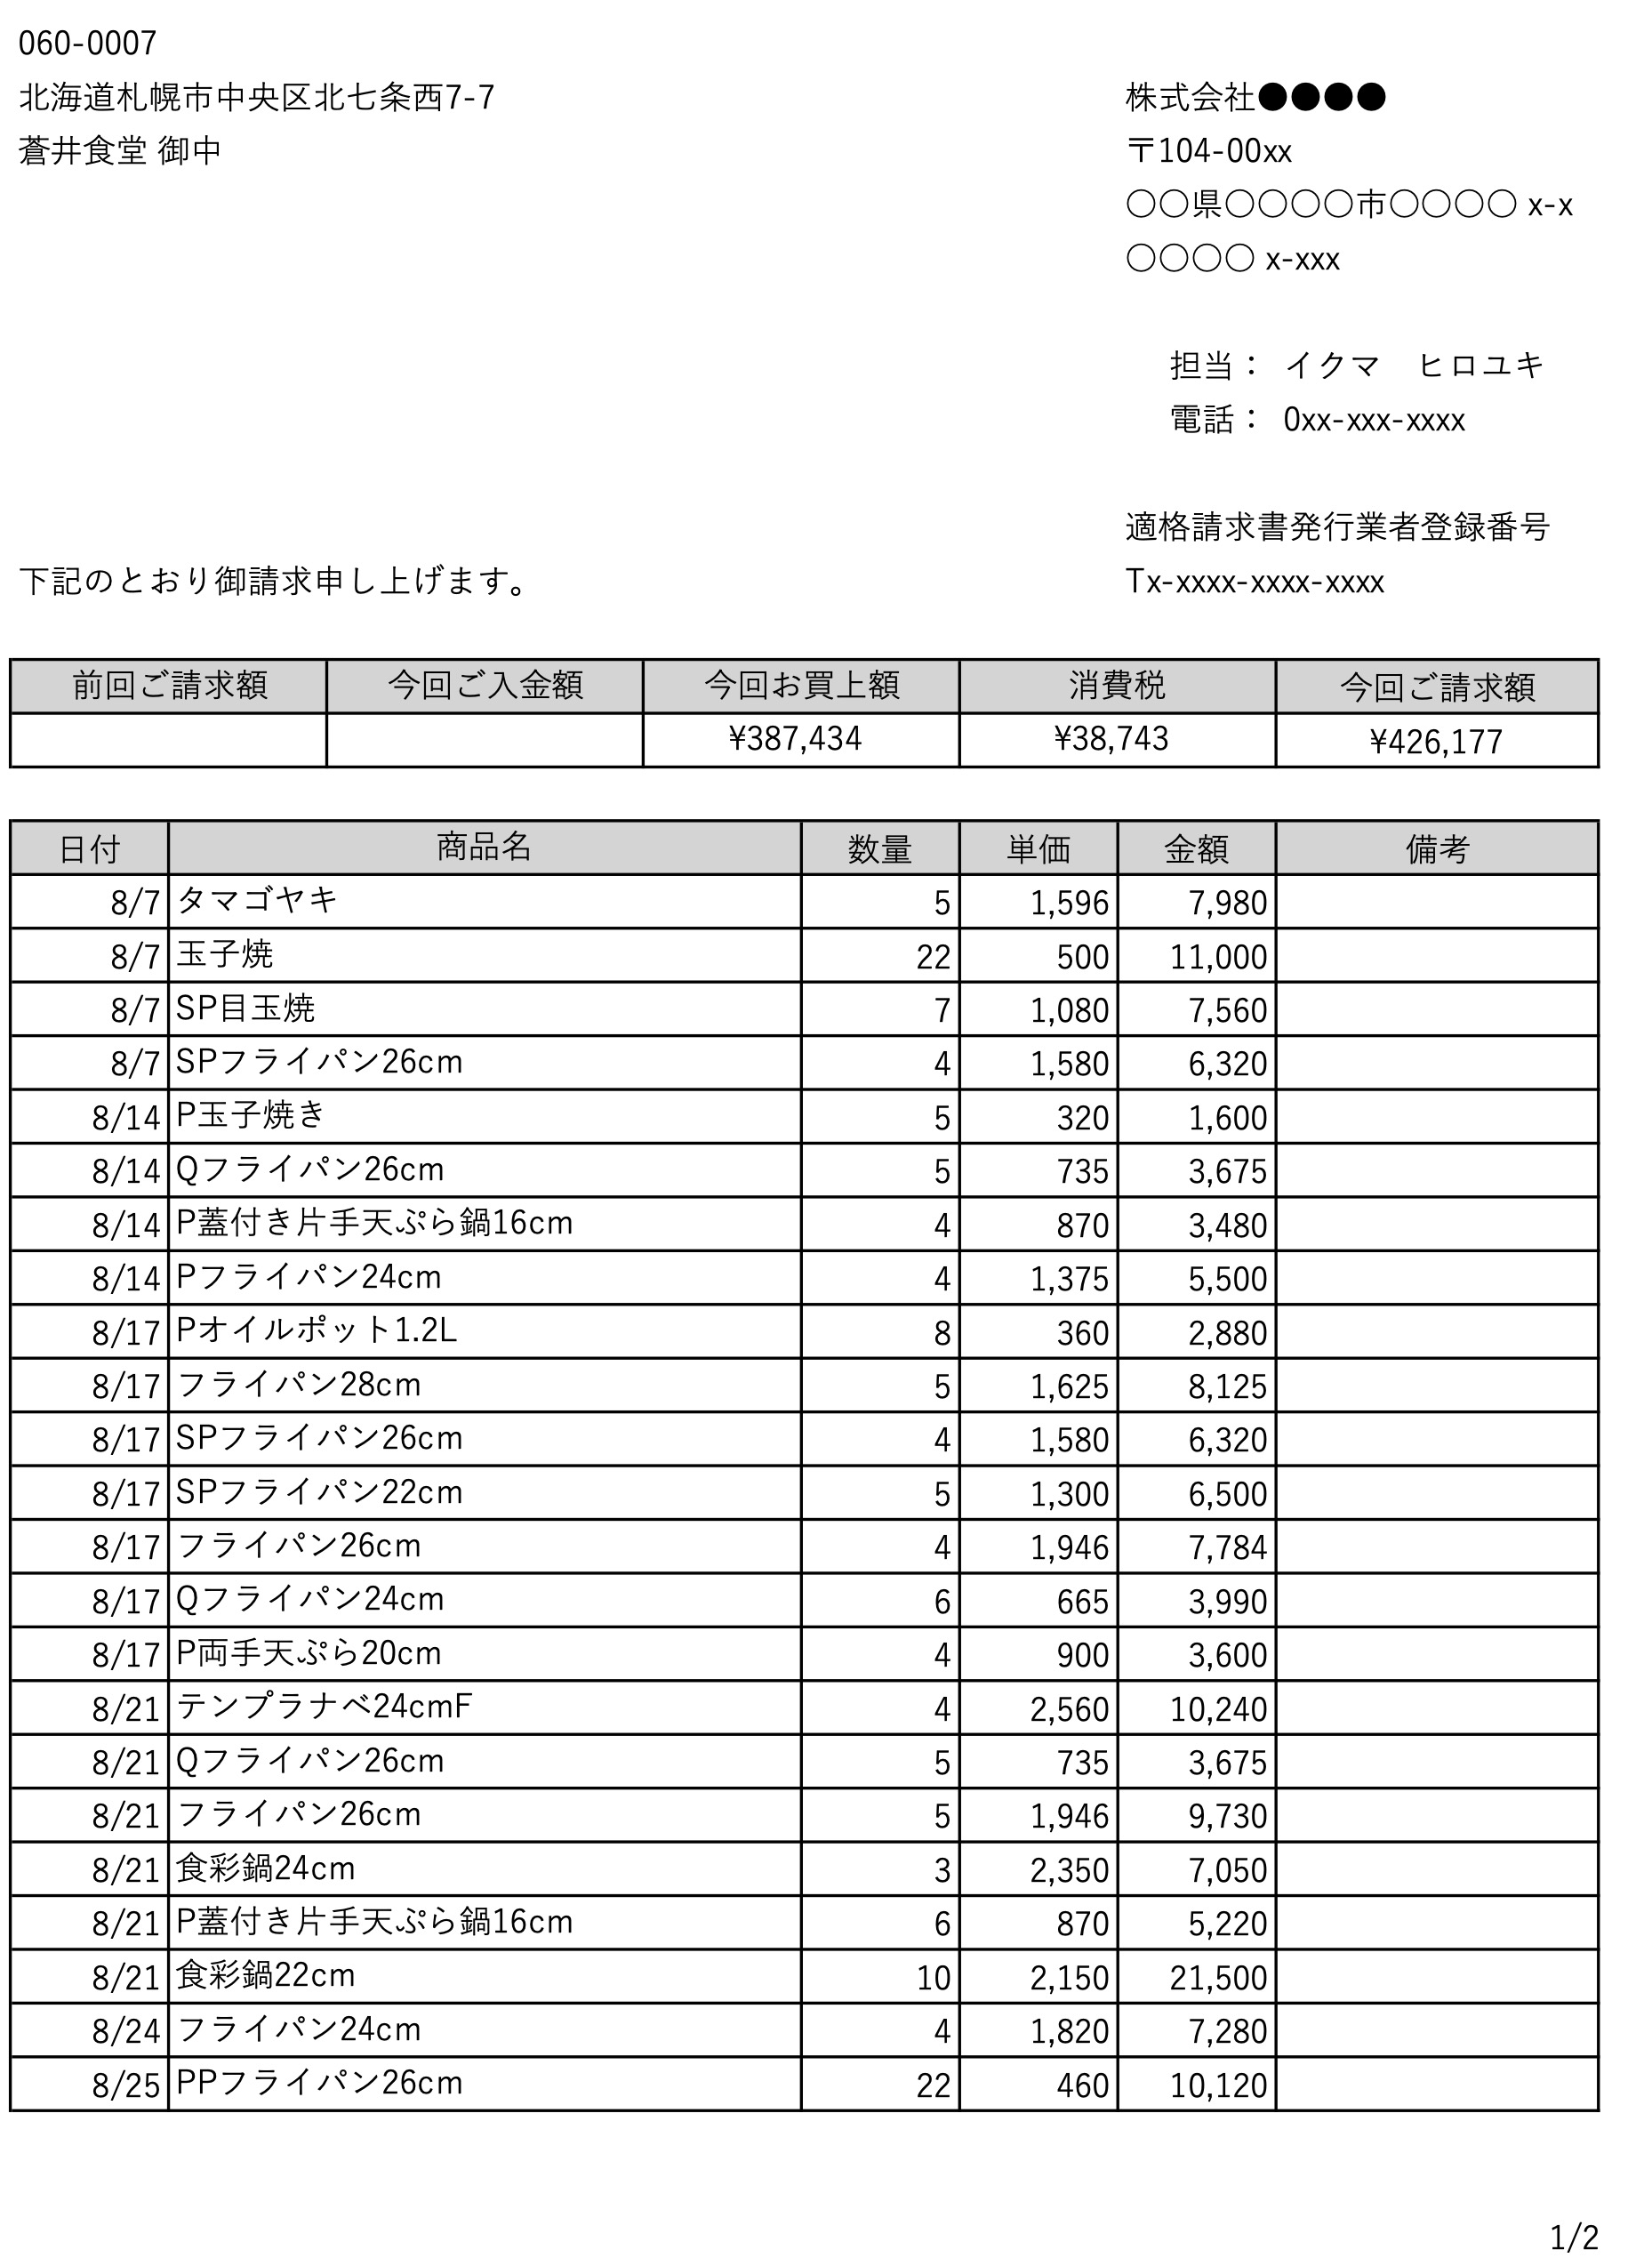 060-0007
北海道札幌市中央区北七条西7-7
蒼井食堂 御中
株式会社●●●●
〒104-00xx
〇〇県〇〇〇〇市〇〇〇〇 x-x
〇〇〇〇 x-xxx
担当： イクマ　ヒロユキ
電話： 0xx-xxx-xxxx
適格請求書発行業者登録番号
Tx-xxxx-xxxx-xxxx
下記のとおり御請求申し上げます。
前回ご請求額 今回ご入金額 今回お買上額 消費税 今回ご請求額
¥387,434 ¥38,743 ¥426,177
日付 商品名 数量 単価 金額 備考
8/7 タマゴヤキ 5 1,596 7,980
8/7 玉子焼 22 500 11,000
8/7 SP目玉焼 7 1,080 7,560
8/7 SPフライパン26cm 4 1,580 6,320
8/14 P玉子焼き 5 320 1,600
8/14 Qフライパン26cm 5 735 3,675
8/14 P蓋付き片手天ぷら鍋16cm 4 870 3,480
8/14 Pフライパン24cm 4 1,375 5,500
8/17 Pオイルポット1.2L 8 360 2,880
8/17 フライパン28cm 5 1,625 8,125
8/17 SPフライパン26cm 4 1,580 6,320
8/17 SPフライパン22cm 5 1,300 6,500
8/17 フライパン26cm 4 1,946 7,784
8/17 Qフライパン24cm 6 665 3,990
8/17 P両手天ぷら20cm 4 900 3,600
8/21 テンプラナベ24cmF 4 2,560 10,240
8/21 Qフライパン26cm 5 735 3,675
8/21 フライパン26cm 5 1,946 9,730
8/21 食彩鍋24cm 3 2,350 7,050
8/21 P蓋付き片手天ぷら鍋16cm 6 870 5,220
8/21 食彩鍋22cm 10 2,150 21,500
8/24 フライパン24cm 4 1,820 7,280
8/25 PPフライパン26cm 22 460 10,120
1/2